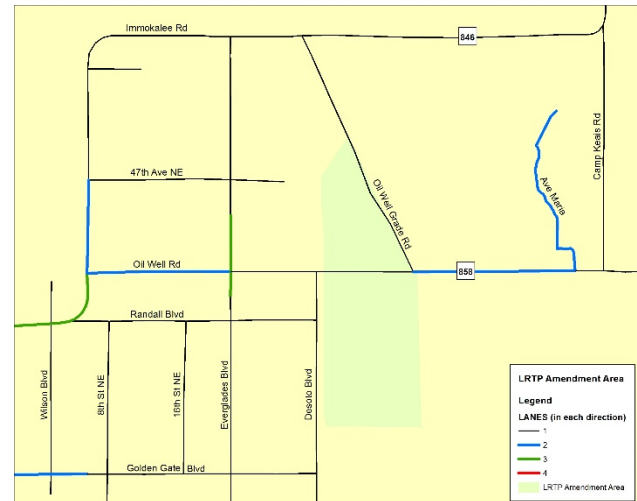 Immokalee Rd
846
47th Ave NE
Oil Well Grade Rd
Ave Maria
Camp Keais Rd
Oil Well Rd
858
Randall Blvd
Wilson Blvd
8th St NE
16th St NE
Everglades Blvd
Desoto Blvd
Golden Gate Blvd
LRTP Amendment Area
Legend
LANES (in each direction)
1
2
3
4
LRTP Amendment Area